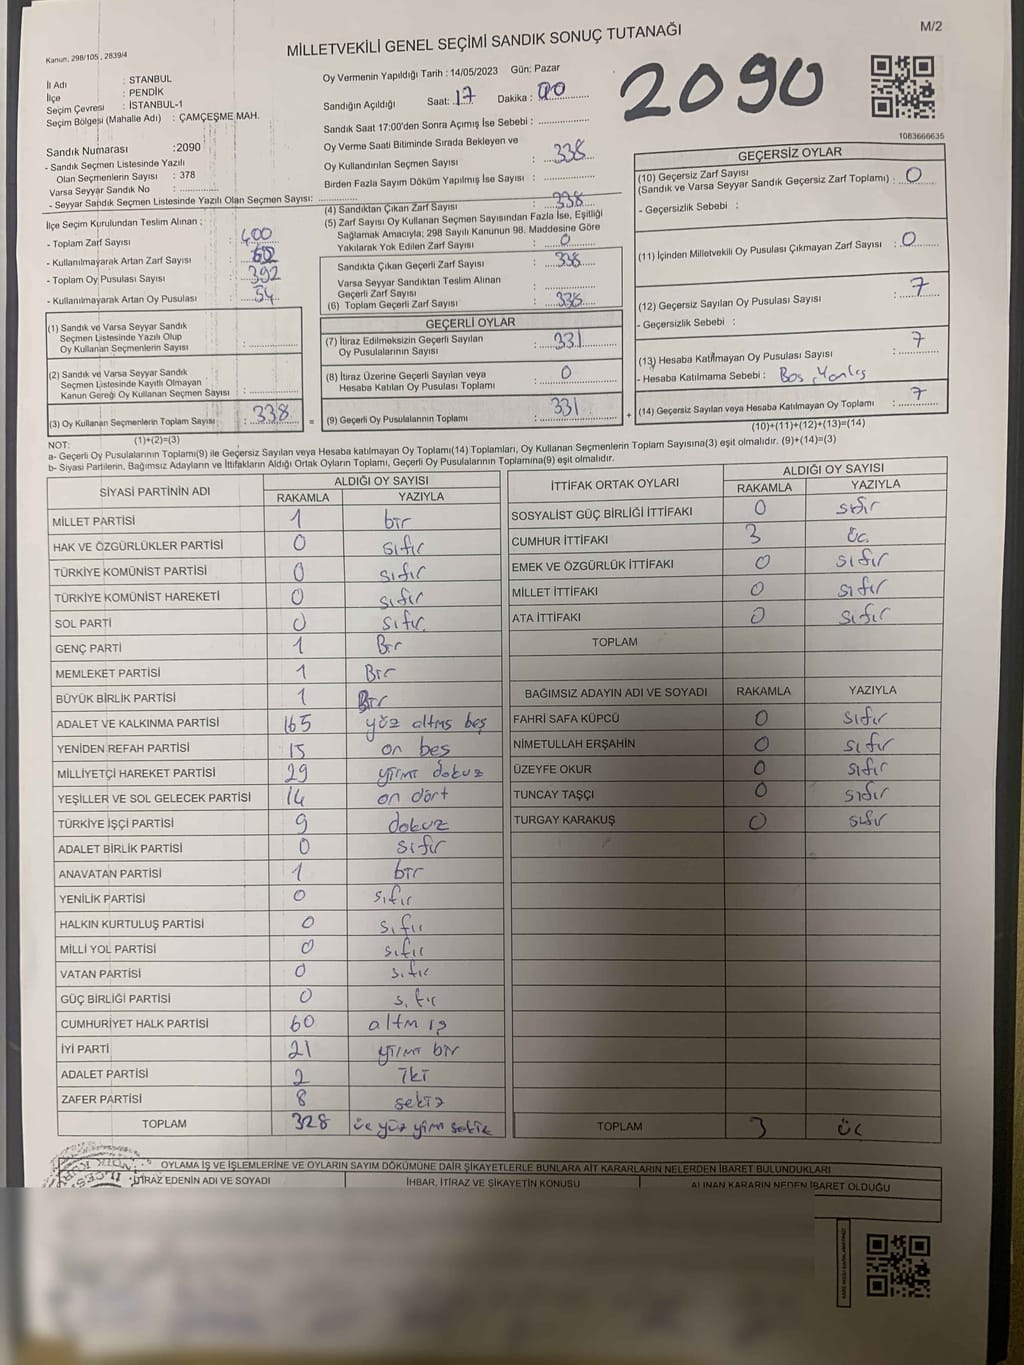 M/2
Kanun, 298/105, 2839/4
MİLLETVEKİLİ GENEL SEÇİMİ SANDIK SONUÇ TUTANAĞI
İl Adı : STANBUL
İlçe : PENDİK
Seçim Çevresi : İSTANBUL-1
Seçim Bölgesi (Mahalle Adı) : ÇAMÇEŞME MAH.
Sandık Numarası :2090
- Sandık Seçmen Listesinde Yazılı
Olan Seçmenlerin Sayısı : 378
Varsa Seyyar Sandık No : ..............
- Seyyar Sandık Seçmen Listesinde Yazılı Olan Seçmen Sayısı: ..............
Oy Vermenin Yapıldığı Tarih : 14/05/2023 Gün: Pazar
Sandığın Açıldığı Saat: 17 Dakika : 00
Sandık Saat 17:00'den Sonra Açımış İse Sebebi : ..............
Oy Verme Saati Bitiminde Sırada Bekleyen ve
Oy Kullandırılan Seçmen Sayısı : 338
Birden Fazla Sayım Döküm Yapılmış İse Sayısı : ..............
2090
1083666635
İlçe Seçim Kurulundan Teslim Alınan ;
- Toplam Zarf Sayısı : 400
- Kullanılmayarak Artan Zarf Sayısı :
- Toplam Oy Pusulası Sayısı : 392
- Kullanılmayarak Artan Oy Pusulası : 54
(4) Sandıktan Çıkan Zarf Sayısı : 338
(5) Zarf Sayısı Oy Kullanan Seçmen Sayısından Fazla İse, Eşitliği
Sağlamak Amacıyla; 298 Sayılı Kanunun 98. Maddesine Göre
Yakılarak Yok Edilen Zarf Sayısı : 0
Sandıkta Çıkan Geçerli Zarf Sayısı : 338
Varsa Seyyar Sandıktan Teslim Alınan
Geçerli Zarf Sayısı : ..............
(6) Toplam Geçerli Zarf Sayısı : 338
GEÇERSİZ OYLAR
(10) Geçersiz Zarf Sayısı
(Sandık ve Varsa Seyyar Sandık Geçersiz Zarf Toplamı) : 0
- Geçersizlik Sebebi :
(11) İçinden Milletvekili Oy Pusulası Çıkmayan Zarf Sayısı : 0
(12) Geçersiz Sayılan Oy Pusulası Sayısı : 7
- Geçersizlik Sebebi :
(13) Hesaba Katılmayan Oy Pusulası Sayısı : 7
- Hesaba Katılmama Sebebi : Boş, Yanlış
(14) Geçersiz Sayılan veya Hesaba Katılmayan Oy Toplamı : 7
(10)+(11)+(12)+(13)=(14)
(1) Sandık ve Varsa Seyyar Sandık
Seçmen Listesinde Yazılı Olup
Oy Kullanan Seçmenlerin Sayısı : ..............
(2) Sandık ve Varsa Seyyar Sandık
Seçmen Listesinde Kayıtlı Olmayan
Kanun Gereği Oy Kullanan Seçmen Sayısı : ..............
(3) Oy Kullanan Seçmenlerin Toplam Sayısı : 338 =
(1)+(2)=(3)
GEÇERLİ OYLAR
(7) İtiraz Edilmeksizin Geçerli Sayılan
Oy Pusulalarının Sayısı : 331
(8) İtiraz Üzerine Geçerli Sayılan veya
Hesaba Katılan Oy Pusulası Toplamı : 0
(9) Geçerli Oy Pusulalarının Toplamı : 331 +
NOT:
a- Geçerli Oy Pusulalarının Toplamı(9) ile Geçersiz Sayılan veya Hesaba katılmayan Oy Toplamı(14) Toplamları, Oy Kullanan Seçmenlerin Toplam Sayısına(3) eşit olmalıdır. (9)+(14)=(3)
b- Siyasi Partilerin, Bağımsız Adayların ve İttifakların Aldığı Ortak Oyların Toplamı, Geçerli Oy Pusulalarının Toplamına(9) eşit olmalıdır.
SİYASİ PARTİNİN ADI ALDIĞI OY SAYISI
RAKAMLA YAZIYLA
MİLLET PARTİSİ 1 bir
HAK VE ÖZGÜRLÜKLER PARTİSİ 0 sıfır
TÜRKİYE KOMÜNİST PARTİSİ 0 sıfır
TÜRKİYE KOMÜNİST HAREKETİ 0 sıfır
SOL PARTİ 0 sıfır
GENÇ PARTİ 1 Bir
MEMLEKET PARTİSİ 1 Bir
BÜYÜK BİRLİK PARTİSİ 1 Bir
ADALET VE KALKINMA PARTİSİ 165 yüz altmş beş
YENİDEN REFAH PARTİSİ 15 on beş
MİLLİYETÇİ HAREKET PARTİSİ 29 yirmi dokuz
YEŞİLLER VE SOL GELECEK PARTİSİ 14 on dört
TÜRKİYE İŞÇİ PARTİSİ 9 dokuz
ADALET BİRLİK PARTİSİ 0 sıfır
ANAVATAN PARTİSİ 1 bir
YENİLİK PARTİSİ 0 sıfır
HALKIN KURTULUŞ PARTİSİ 0 sıfır
MİLLİ YOL PARTİSİ 0 sıfır
VATAN PARTİSİ 0 sıfır
GÜÇ BİRLİĞİ PARTİSİ 0 sıfır
CUMHURİYET HALK PARTİSİ 60 altmış
İYİ PARTİ 21 yirmi bir
ADALET PARTİSİ 2 iki
ZAFER PARTİSİ 8 sekiz
TOPLAM 328 üç yüz yirmi sekiz
İTTİFAK ORTAK OYLARI ALDIĞI OY SAYISI
RAKAMLA YAZIYLA
SOSYALİST GÜÇ BİRLİĞİ İTTİFAKI 0 sıfır
CUMHUR İTTİFAKI 3 üç
EMEK VE ÖZGÜRLÜK İTTİFAKI 0 sıfır
MİLLET İTTİFAKI 0 sıfır
ATA İTTİFAKI 0 sıfır
TOPLAM
BAĞIMSIZ ADAYIN ADI VE SOYADI RAKAMLA YAZIYLA
FAHRİ SAFA KÜPCÜ 0 sıfır
NİMETULLAH ERŞAHİN 0 sıfır
ÜZEYFE OKUR 0 sıfır
TUNCAY TAŞÇI 0 sıfır
TURGAY KARAKUŞ 0 sıfır
TOPLAM 3 üç
OYLAMA İŞ VE İŞLEMLERİNE VE OYLARIN SAYIM DÖKÜMÜNE DAİR ŞİKAYETLERLE BUNLARA AİT KARARLARIN NELERDEN İBARET BULUNDUKLARI
İTİRAZ EDENİN ADI VE SOYADI İHBAR, İTİRAZ VE ŞİKAYETİN KONUSU ALINAN KARARIN NEDEN İBARET OLDUĞU